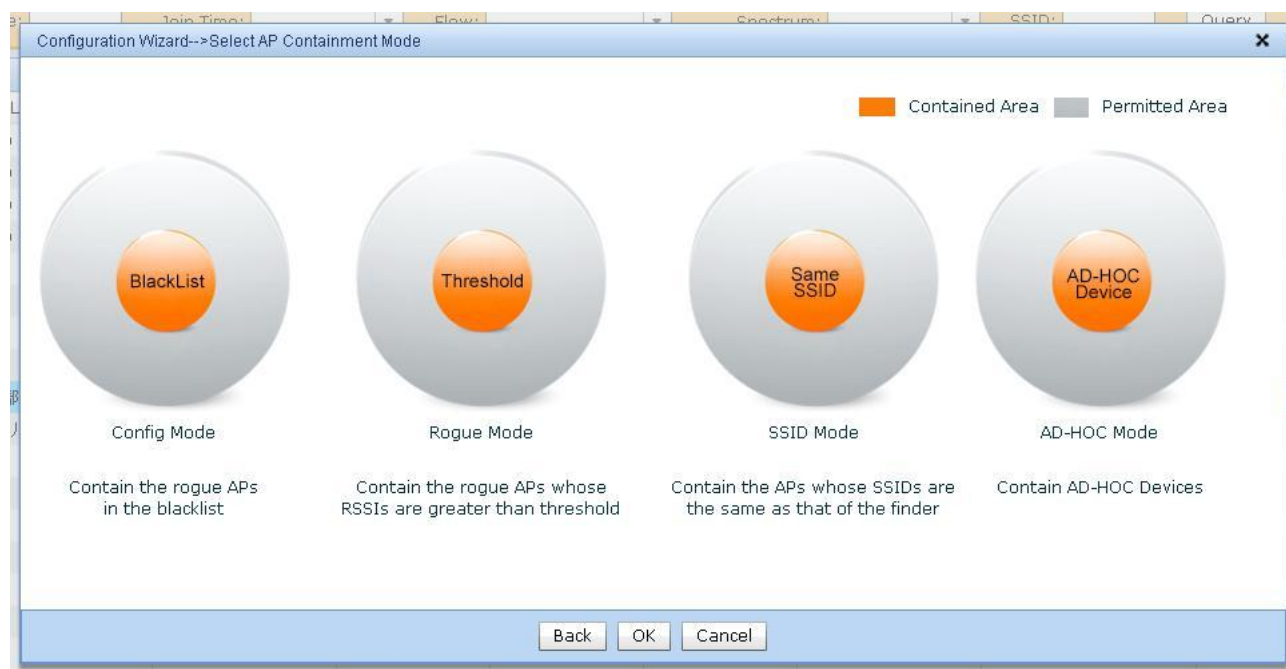 Join Time: Flow: Spectrum: SSID: Query
Configuration Wizard-->Select AP Containment Mode
Contained Area Permitted Area
BlackList
Threshold
Same
SSID
AD-HOC
Device
Config Mode
Rogue Mode
SSID Mode
AD-HOC Mode
Contain the rogue APs
in the blacklist
Contain the rogue APs whose
RSSIs are greater than threshold
Contain the APs whose SSIDs are
the same as that of the finder
Contain AD-HOC Devices
Back OK Cancel